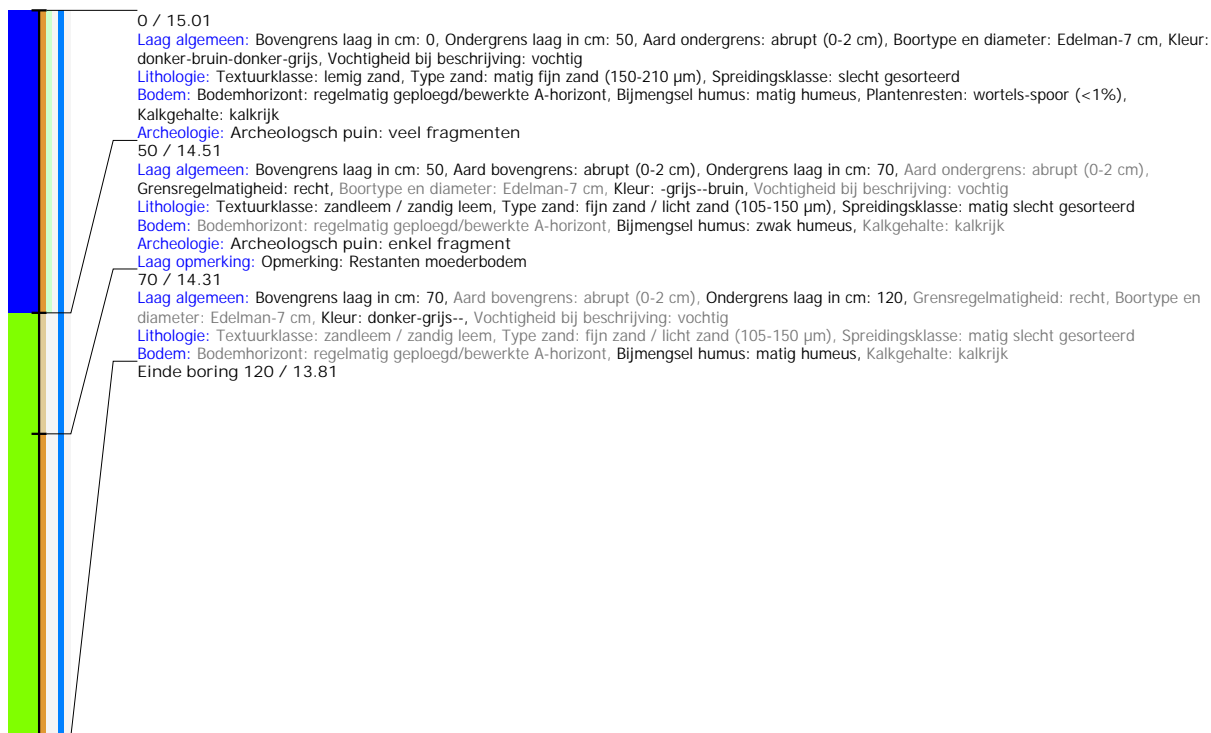 0 / 15.01
Laag algemeen: Bovengrens laag in cm: 0, Ondergrens laag in cm: 50, Aard ondergrens: abrupt (0-2 cm), Boortype en diameter: Edelman-7 cm, Kleur:
donker-bruin-donker-grijs, Vochtigheid bij beschrijving: vochtig
Lithologie: Textuurklasse: lemig zand, Type zand: matig fijn zand (150-210 µm), Spreidingsklasse: slecht gesorteerd
Bodem: Bodemhorizont: regelmatig geploegd/bewerkte A-horizont, Bijmengsel humus: matig humeus, Plantenresten: wortels-spoor (<1%),
Kalkgehalte: kalkrijk
Archeologie: Archeologsch puin: veel fragmenten
50 / 14.51
Laag algemeen: Bovengrens laag in cm: 50, Aard bovengrens: abrupt (0-2 cm), Ondergrens laag in cm: 70, Aard ondergrens: abrupt (0-2 cm),
Grensregelmatigheid: recht, Boortype en diameter: Edelman-7 cm, Kleur: -grijs--bruin, Vochtigheid bij beschrijving: vochtig
Lithologie: Textuurklasse: zandleem / zandig leem, Type zand: fijn zand / licht zand (105-150 µm), Spreidingsklasse: matig slecht gesorteerd
Bodem: Bodemhorizont: regelmatig geploegd/bewerkte A-horizont, Bijmengsel humus: zwak humeus, Kalkgehalte: kalkrijk
Archeologie: Archeologsch puin: enkel fragment
Laag opmerking: Opmerking: Restanten moederbodem
70 / 14.31
Laag algemeen: Bovengrens laag in cm: 70, Aard bovengrens: abrupt (0-2 cm), Ondergrens laag in cm: 120, Grensregelmatigheid: recht, Boortype en
diameter: Edelman-7 cm, Kleur: donker-grijs--, Vochtigheid bij beschrijving: vochtig
Lithologie: Textuurklasse: zandleem / zandig leem, Type zand: fijn zand / licht zand (105-150 µm), Spreidingsklasse: matig slecht gesorteerd
Bodem: Bodemhorizont: regelmatig geploegd/bewerkte A-horizont, Bijmengsel humus: matig humeus, Kalkgehalte: kalkrijk
Einde boring 120 / 13.81